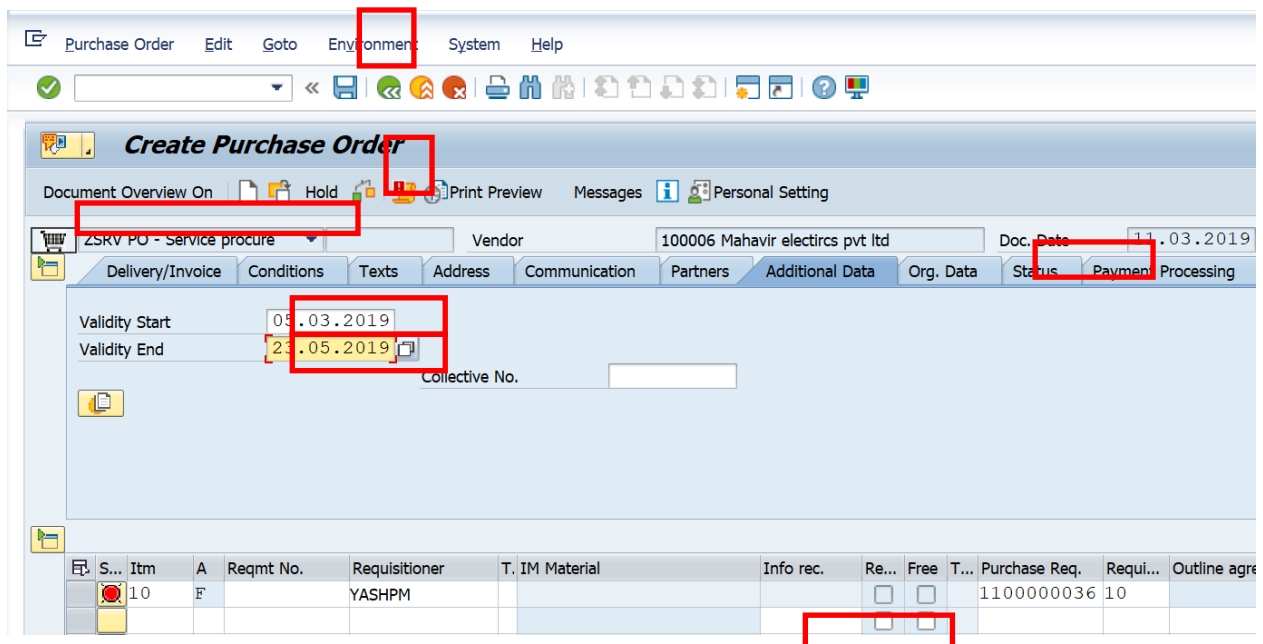 Purchase Order Edit Goto Environment System Help
Create Purchase Order
Document Overview On Hold Print Preview Messages Personal Setting
ZSRV PO - Service procure Vendor 100006 Mahavir electircs pvt ltd Doc. Date 11.03.2019
Delivery/Invoice Conditions Texts Address Communication Partners Additional Data Org. Data Status Payment Processing
Validity Start 05.03.2019
Validity End 23.05.2019
Collective No.
S... Itm A Reqmt No. Requisitioner T. IM Material Info rec. Re... Free T... Purchase Req. Requi... Outline agre
10 F YASHPM 1100000036 10